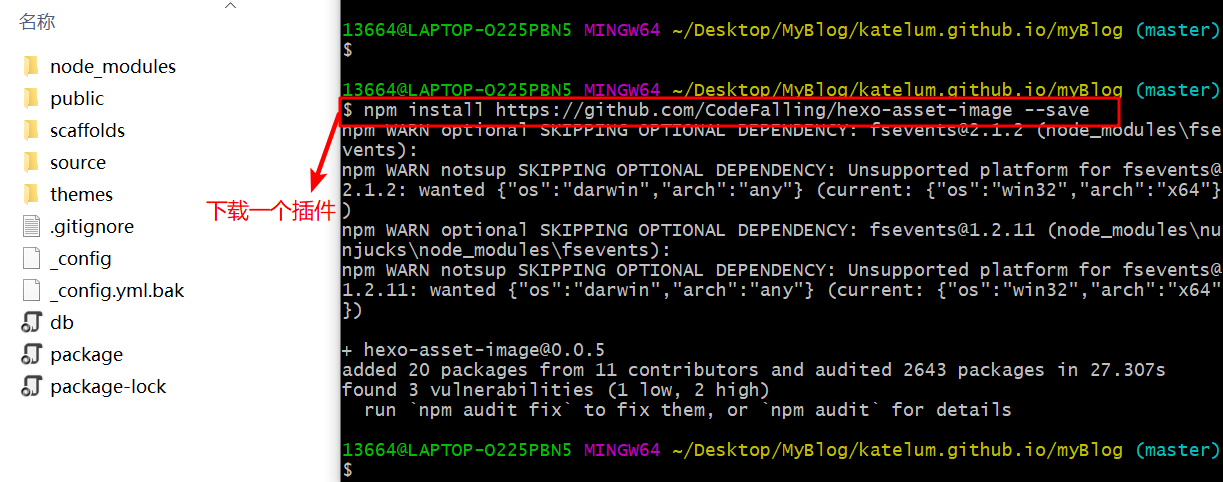 名称
node_modules
public
scaffolds
source
themes
.gitignore
_config
_config.yml.bak
db
package
package-lock
下载一个插件
13664@LAPTOP-O225PBN5 MINGW64 ~/Desktop/MyBlog/katelum.github.io/myBlog (master)
$
13664@LAPTOP-O225PBN5 MINGW64 ~/Desktop/MyBlog/katelum.github.io/myBlog (master)
$ npm install https://github.com/CodeFalling/hexo-asset-image --save
npm WARN optional SKIPPING OPTIONAL DEPENDENCY: fsevents@2.1.2 (node_modules\fse
vents):
npm WARN notsup SKIPPING OPTIONAL DEPENDENCY: Unsupported platform for fsevents@
2.1.2: wanted {"os":"darwin","arch":"any"} (current: {"os":"win32","arch":"x64"}
)
npm WARN optional SKIPPING OPTIONAL DEPENDENCY: fsevents@1.2.11 (node_modules\nu
njucks\node_modules\fsevents):
npm WARN notsup SKIPPING OPTIONAL DEPENDENCY: Unsupported platform for fsevents@
1.2.11: wanted {"os":"darwin","arch":"any"} (current: {"os":"win32","arch":"x64"
})
+ hexo-asset-image@0.0.5
added 20 packages from 11 contributors and audited 2643 packages in 27.307s
found 3 vulnerabilities (1 low, 2 high)
  run `npm audit fix` to fix them, or `npm audit` for details
13664@LAPTOP-O225PBN5 MINGW64 ~/Desktop/MyBlog/katelum.github.io/myBlog (master)
$